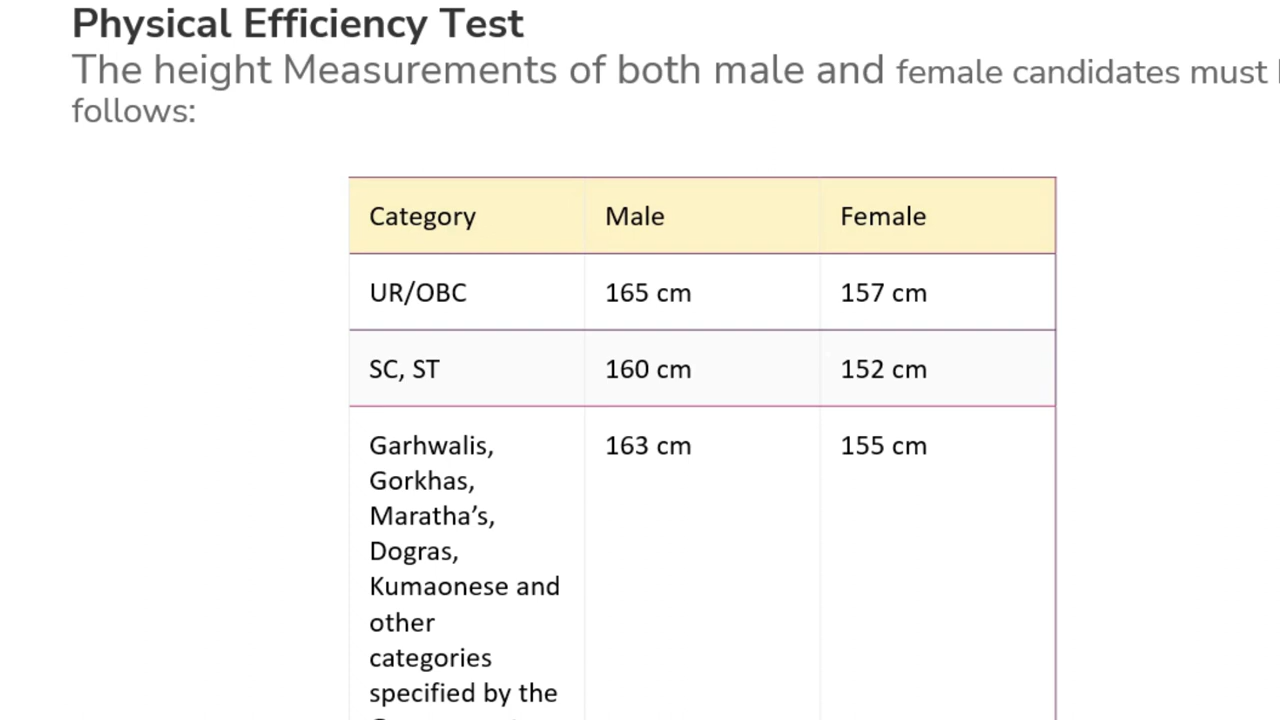 Physical Efficiency Test
The height Measurements of both male and female candidates must
follows:
Category Male Female
UR/OBC 165 cm 157 cm
SC, ST 160 cm 152 cm
Garhwalis, 163 cm 155 cm
Gorkhas,
Maratha’s,
Dogras,
Kumaonese and
other
categories
specified by the